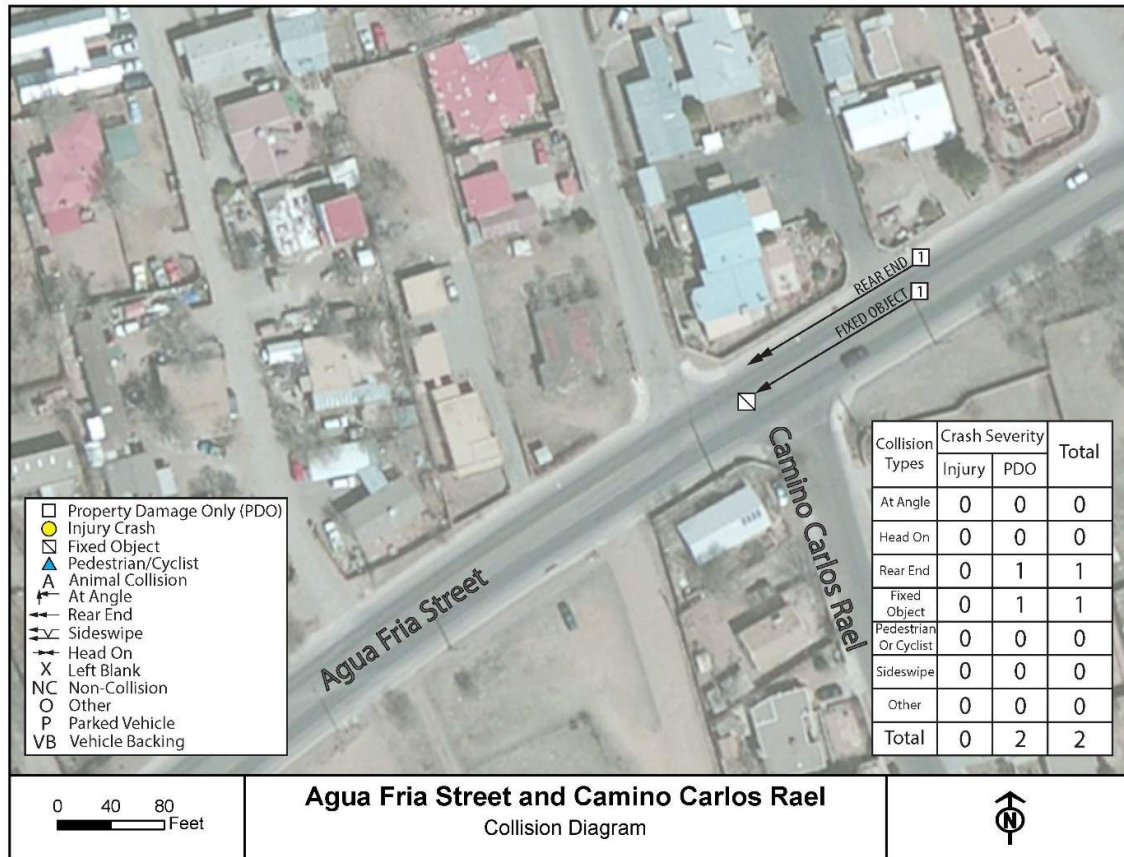 REAR END 1
FIXED OBJECT 1
Agua Fria Street
Camino Carlos Rael
Property Damage Only (PDO)
Injury Crash
Fixed Object
Pedestrian/Cyclist
A Animal Collision
At Angle
Rear End
Sideswipe
Head On
X Left Blank
NC Non-Collision
O Other
P Parked Vehicle
VB Vehicle Backing
Collision Types Crash Severity Total
Injury PDO
At Angle 0 0 0
Head On 0 0 0
Rear End 0 1 1
Fixed Object 0 1 1
Pedestrian Or Cyclist 0 0 0
Sideswipe 0 0 0
Other 0 0 0
Total 0 2 2
0 40 80
Feet
Agua Fria Street and Camino Carlos Rael
Collision Diagram
N